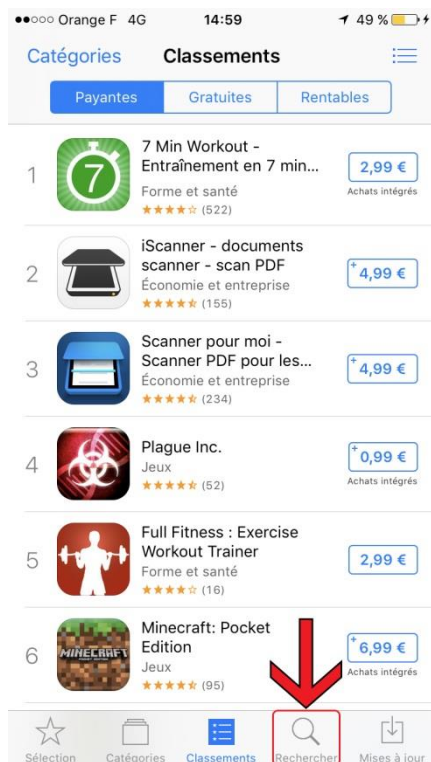 Orange F 4G 14:59 49 %
Catégories Classements
Payantes Gratuites Rentables
1
7
7 Min Workout -
Entraînement en 7 min...
Forme et santé
(522)
2,99 €
Achats intégrés
2
iScanner - documents
scanner - scan PDF
Économie et entreprise
(155)
+ 4,99 €
3
Scanner pour moi -
Scanner PDF pour les...
Économie et entreprise
(234)
+ 4,99 €
4
Plague Inc.
Jeux
(52)
+ 0,99 €
Achats intégrés
5
Full Fitness : Exercise
Workout Trainer
Forme et santé
(16)
2,99 €
6
MINECRAFT
Minecraft: Pocket
Edition
Jeux
(95)
+ 6,99 €
Achats intégrés
Sélection Catégories Classements Rechercher Mises à jour